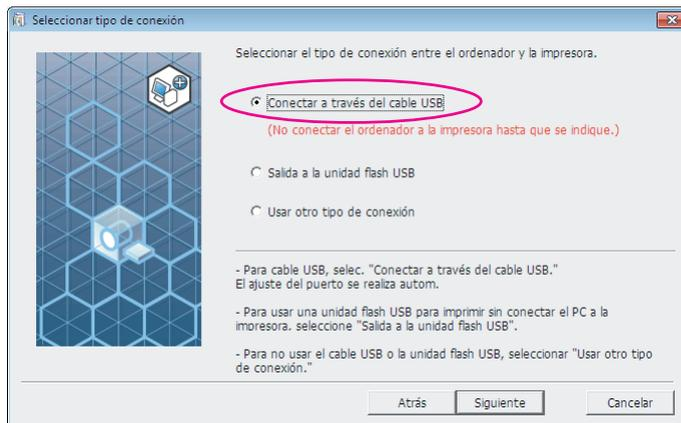 Seleccionar tipo de conexión
Seleccionar el tipo de conexión entre el ordenador y la impresora.
Conectar a través del cable USB
(No conectar el ordenador a la impresora hasta que se indique.)
Salida a la unidad flash USB
Usar otro tipo de conexión
- Para cable USB, selec. "Conectar a través del cable USB."
El ajuste del puerto se realiza autom.
- Para usar una unidad flash USB para imprimir sin conectar el PC a la
imoresora. seleccione "Salida a la unidad flash USB".
- Para no usar el cable USB o la unidad flash USB, seleccionar "Usar otro tipo
de conexión."
Atrás
Siguiente
Cancelar